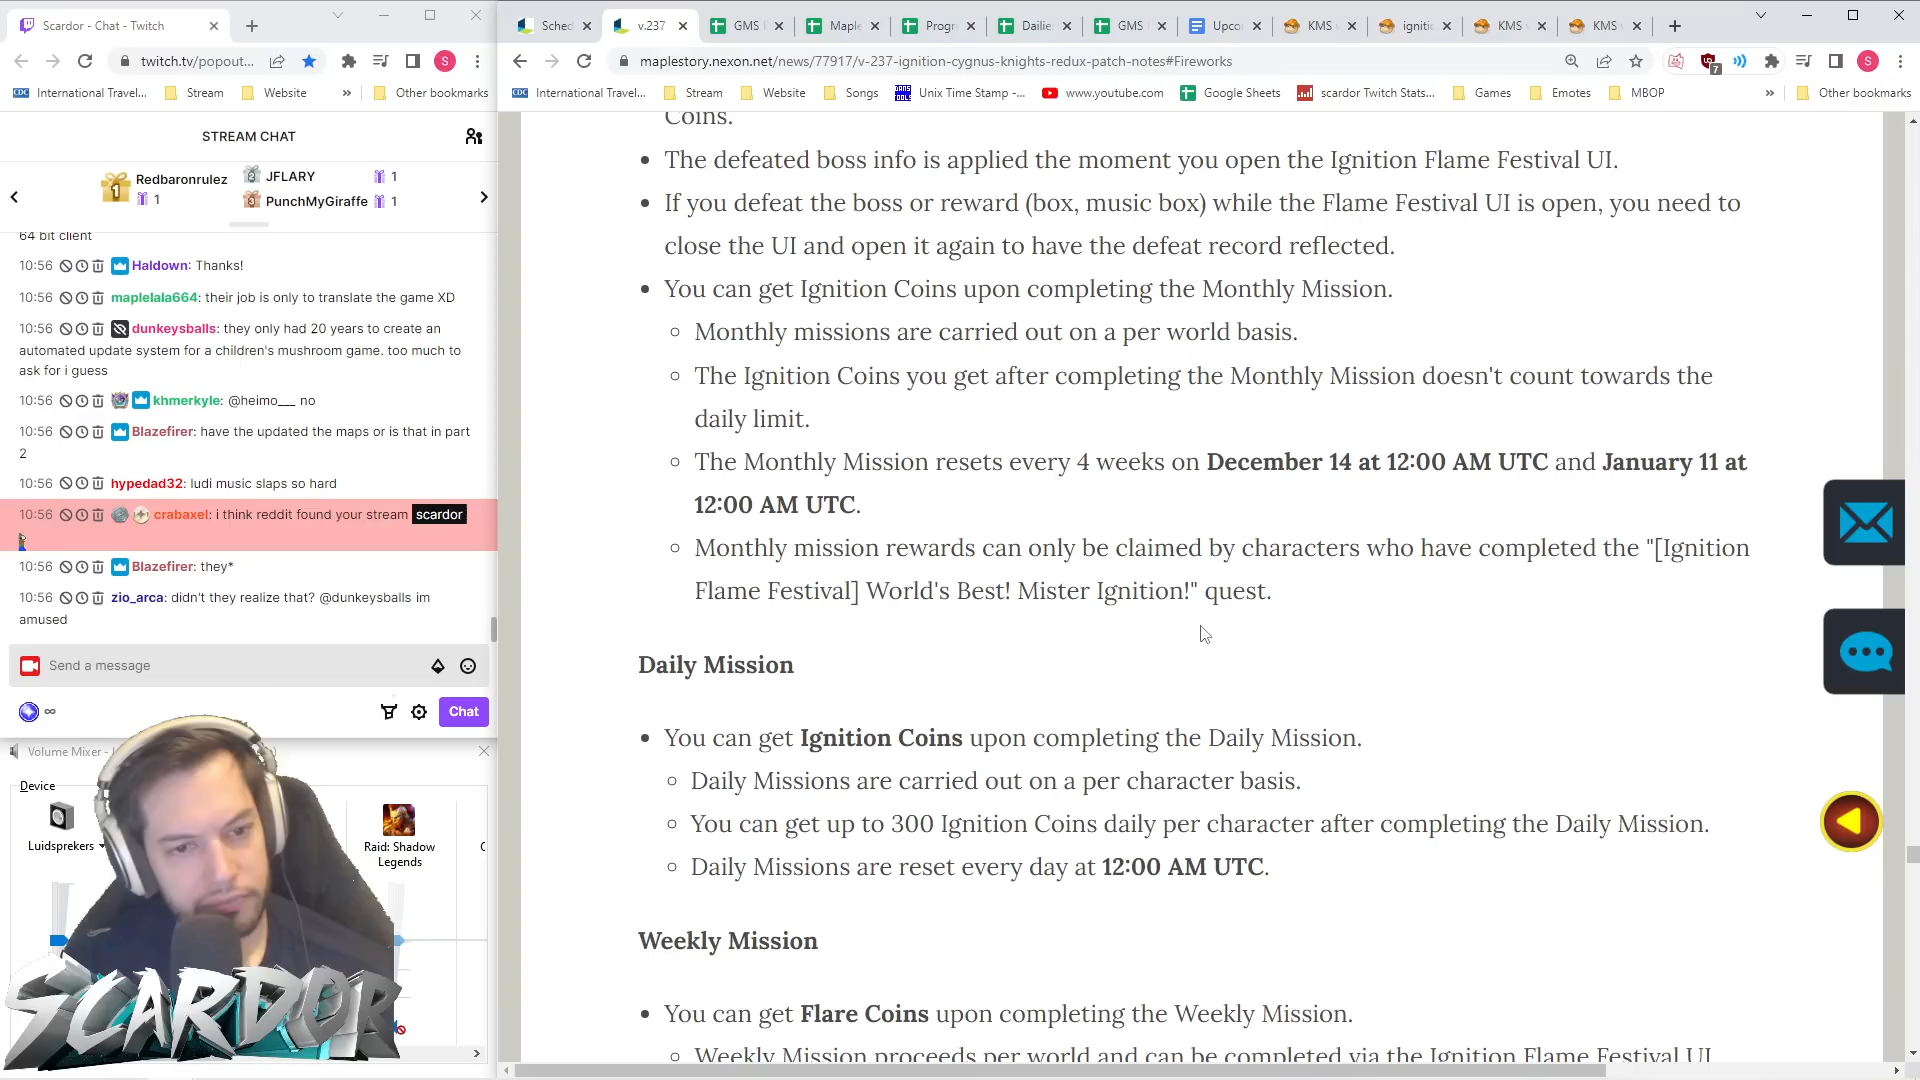 Scardor - Chat - Twitch
twitch.tv/popout...
S
International Travel...
Stream
Website
Other bookmarks
STREAM CHAT
1
Redbaronrulez
1
2
JFLARY
1
3
PunchMyGiraffe
1
64 bit client
10:56 Haldown: Thanks!
10:56 maplelala664: their job is only to translate the game XD
10:56 dunkeysballs: they only had 20 years to create an
automated update system for a children's mushroom game. too much to
ask for i guess
10:56 khmerkyle: @heimo___ no
10:56 Blazefirer: have the updated the maps or is that in part
2
10:56 hypedad32: ludi music slaps so hard
10:56 crabaxel: i think reddit found your stream scardor
10:56 Blazefirer: they*
10:56 zio_arca: didn't they realize that? @dunkeysballs im
amused
Send a message
∞
Chat
Volume Mixer -
Device
Luidsprekers
Raid: Shadow
Legends
SCARDOR
Sched
v.237
GMS
Maple
Progr
Dailie
GMS
Upco
KMS
igniti
KMS
KMS
maplestory.nexon.net/news/77917/v-237-ignition-cygnus-knights-redux-patch-notes#Fireworks
7
S
International Travel...
Stream
Website
Songs
Unix Time Stamp -...
www.youtube.com
Google Sheets
scardor Twitch Stats...
Games
Emotes
MBOP
Other bookmarks
Coins.
• The defeated boss info is applied the moment you open the Ignition Flame Festival UI.
• If you defeat the boss or reward (box, music box) while the Flame Festival UI is open, you need to
close the UI and open it again to have the defeat record reflected.
• You can get Ignition Coins upon completing the Monthly Mission.
○ Monthly missions are carried out on a per world basis.
○ The Ignition Coins you get after completing the Monthly Mission doesn't count towards the
daily limit.
○ The Monthly Mission resets every 4 weeks on December 14 at 12:00 AM UTC and January 11 at
12:00 AM UTC.
○ Monthly mission rewards can only be claimed by characters who have completed the "[Ignition
Flame Festival] World's Best! Mister Ignition!" quest.
Daily Mission
• You can get Ignition Coins upon completing the Daily Mission.
○ Daily Missions are carried out on a per character basis.
○ You can get up to 300 Ignition Coins daily per character after completing the Daily Mission.
○ Daily Missions are reset every day at 12:00 AM UTC.
Weekly Mission
• You can get Flare Coins upon completing the Weekly Mission.
○ Weekly Mission proceeds per world and can be completed via the Ignition Flame Festival UI